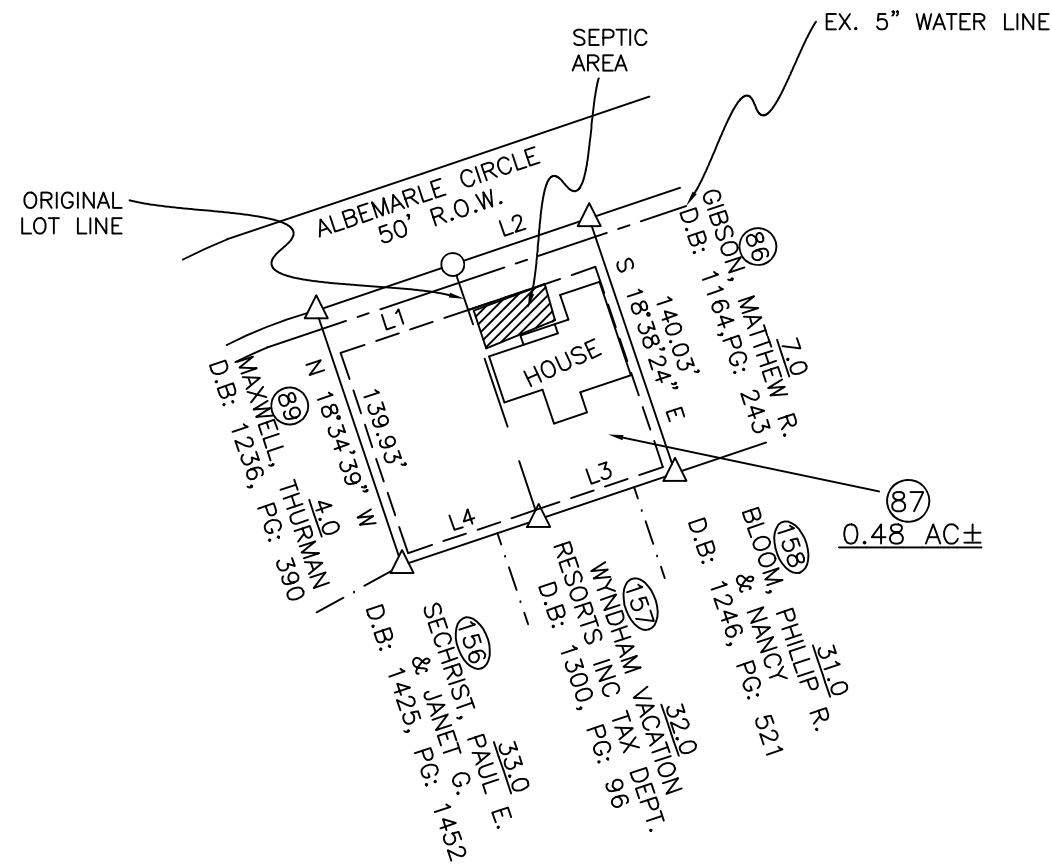 EX. 5" WATER LINE
SEPTIC
AREA
ORIGINAL
LOT LINE
ALBEMARLE CIRCLE
50' R.O.W.
L2
L1
86
GIBSON, MATTHEW R.
D.B: 1164,PG: 243
7.0
S 18°38'24" E
140.03'
HOUSE
N 18°34'39" W
139.93'
89
MAXWELL, THURMAN
D.B: 1236, PG: 390
4.0
L3
L4
87
0.48 AC±
158
BLOOM, PHILLIP R.
& NANCY
D.B: 1246, PG: 521
31.0
157
WYNDHAM VACATION
RESORTS INC TAX DEPT.
D.B: 1300, PG: 96
32.0
156
SECHRIST, PAUL E.
& JANET G.
D.B: 1425, PG: 1452
33.0